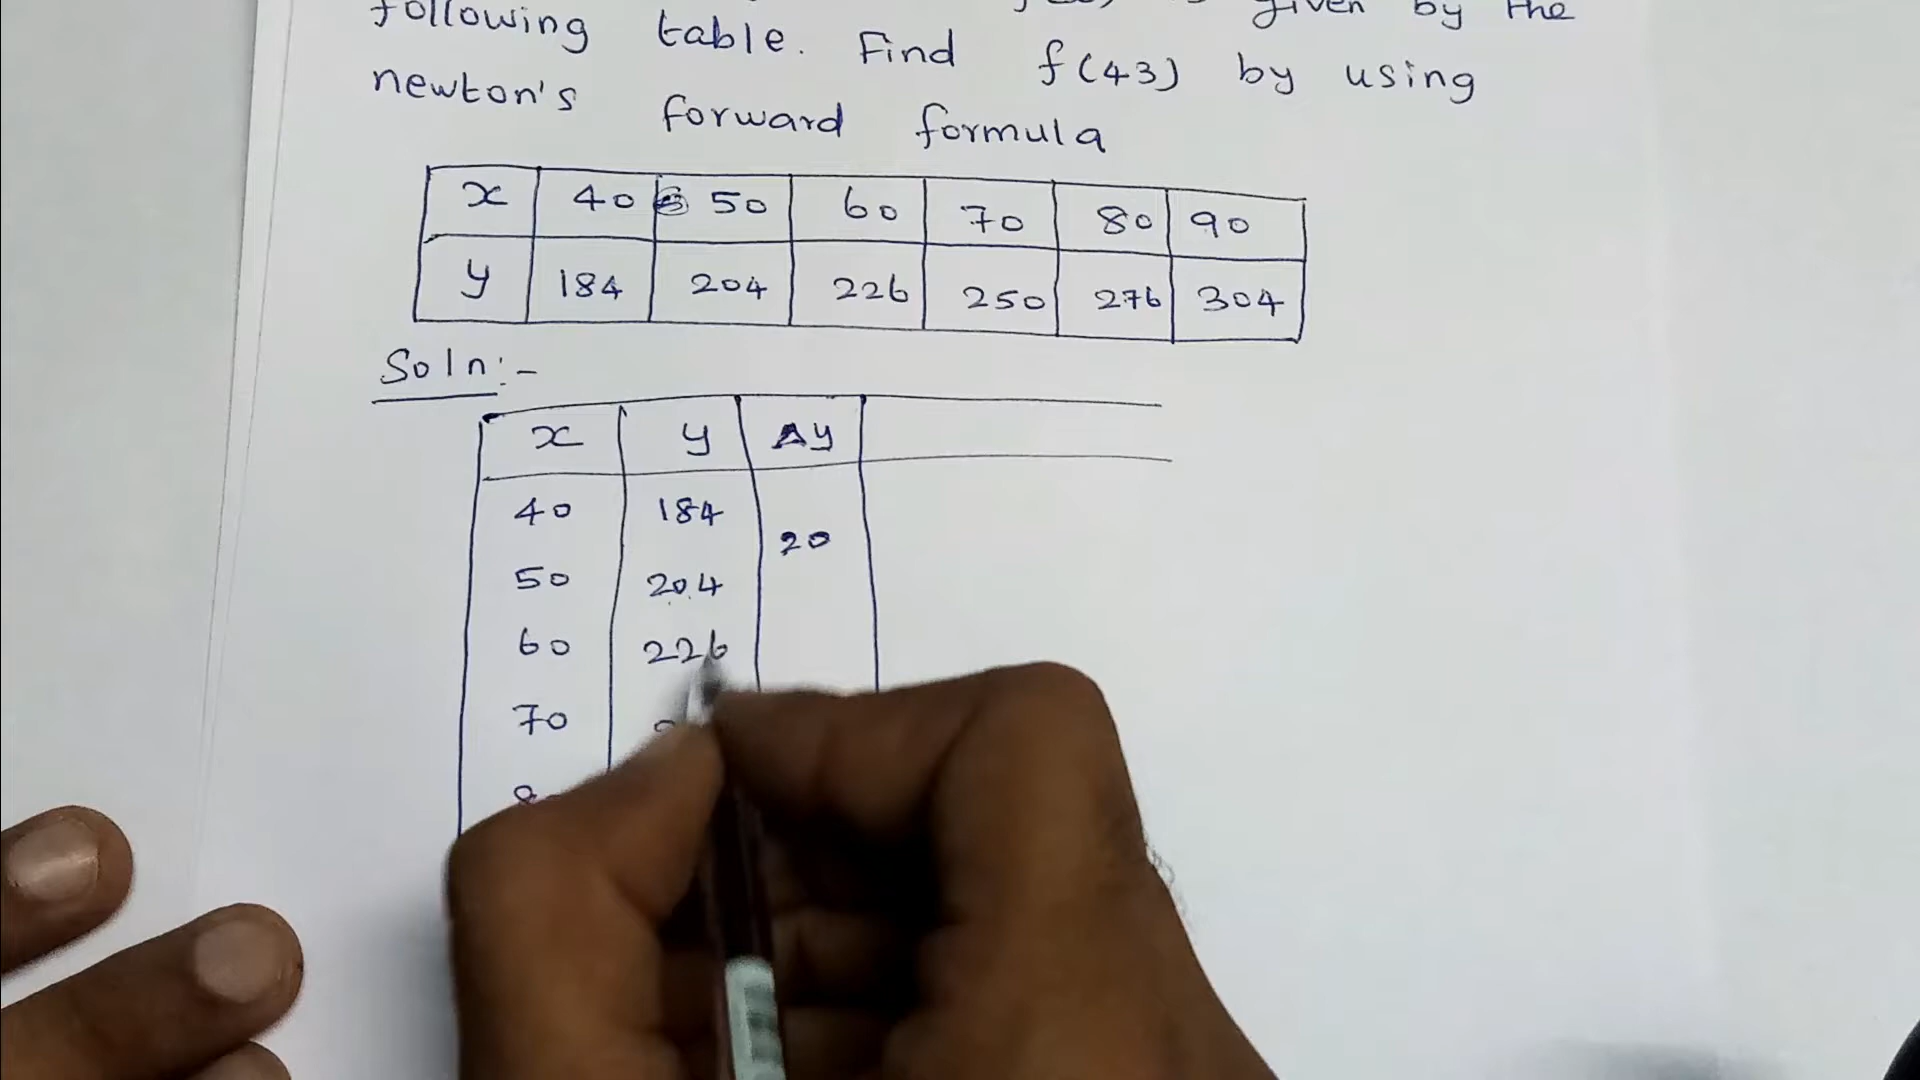 following table. Find f(43) by using
newton's forward formula
x 40 50 60 70 80 90
y 184 204 226 250 276 304
Soln:-
x y Δy
40 184
20
50 204
60 226
70